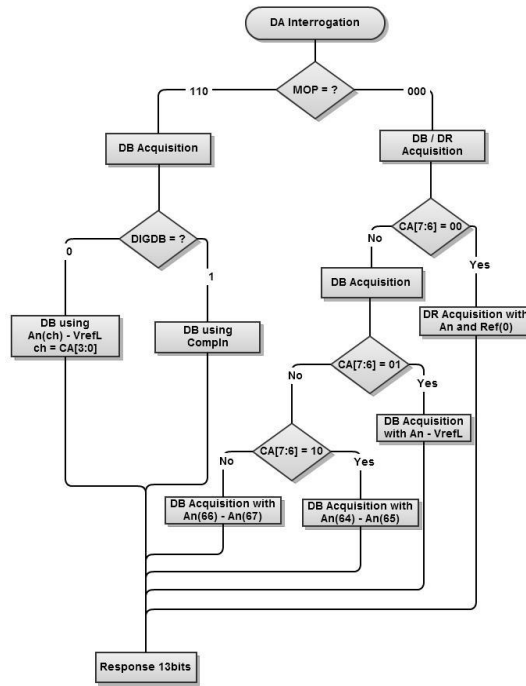 DA Interrogation
MOP = ?
110
000
DB Acquisition
DB / DR
Acquisition
DIGDB = ?
CA[7:6] = 00
0
1
No
Yes
DB Acquisition
DB using
An(ch) - VrefL
ch = CA[3:0]
DB using
CompIn
DR Acquisition with
An and Ref(0)
CA[7:6] = 01
No
Yes
DB Acquisition
with An - VrefL
CA[7:6] = 10
No
Yes
DB Acquisition with
An(66) - An(67)
DB Acquisition with
An(64) - An(65)
Response 13bits